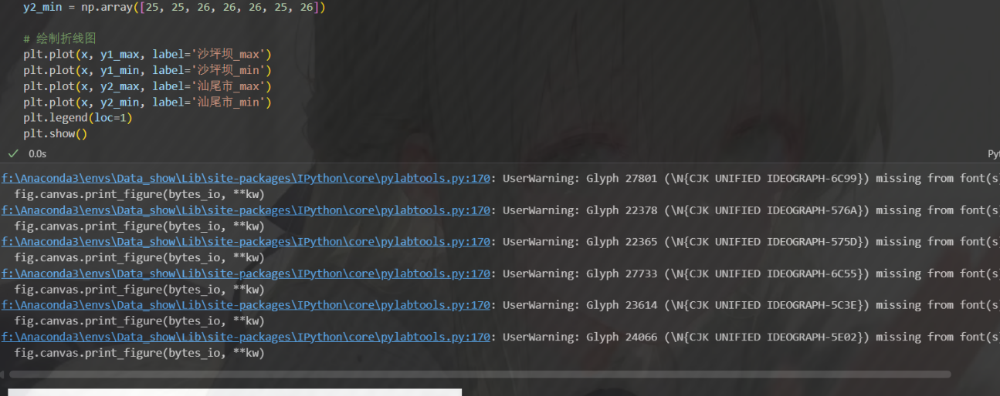 y2_min = np.array([25, 25, 26, 26, 26, 25, 26])
# 绘制折线图
plt.plot(x, y1_max, label='沙坪坝_max')
plt.plot(x, y1_min, label='沙坪坝_min')
plt.plot(x, y2_max, label='汕尾市_max')
plt.plot(x, y2_min, label='汕尾市_min')
plt.legend(loc=1)
plt.show()
0.0s
Pyt
f:\Anaconda3\envs\Data_show\Lib\site-packages\IPython\core\pylabtools.py:170: UserWarning: Glyph 27801 (\N{CJK UNIFIED IDEOGRAPH-6C99}) missing from font(s)
fig.canvas.print_figure(bytes_io, **kw)
f:\Anaconda3\envs\Data_show\Lib\site-packages\IPython\core\pylabtools.py:170: UserWarning: Glyph 22378 (\N{CJK UNIFIED IDEOGRAPH-576A}) missing from font(s)
fig.canvas.print_figure(bytes_io, **kw)
f:\Anaconda3\envs\Data_show\Lib\site-packages\IPython\core\pylabtools.py:170: UserWarning: Glyph 22365 (\N{CJK UNIFIED IDEOGRAPH-575D}) missing from font(s)
fig.canvas.print_figure(bytes_io, **kw)
f:\Anaconda3\envs\Data_show\Lib\site-packages\IPython\core\pylabtools.py:170: UserWarning: Glyph 27733 (\N{CJK UNIFIED IDEOGRAPH-6C55}) missing from font(s)
fig.canvas.print_figure(bytes_io, **kw)
f:\Anaconda3\envs\Data_show\Lib\site-packages\IPython\core\pylabtools.py:170: UserWarning: Glyph 23614 (\N{CJK UNIFIED IDEOGRAPH-5C3E}) missing from font(s)
fig.canvas.print_figure(bytes_io, **kw)
f:\Anaconda3\envs\Data_show\Lib\site-packages\IPython\core\pylabtools.py:170: UserWarning: Glyph 24066 (\N{CJK UNIFIED IDEOGRAPH-5E02}) missing from font(s)
fig.canvas.print_figure(bytes_io, **kw)